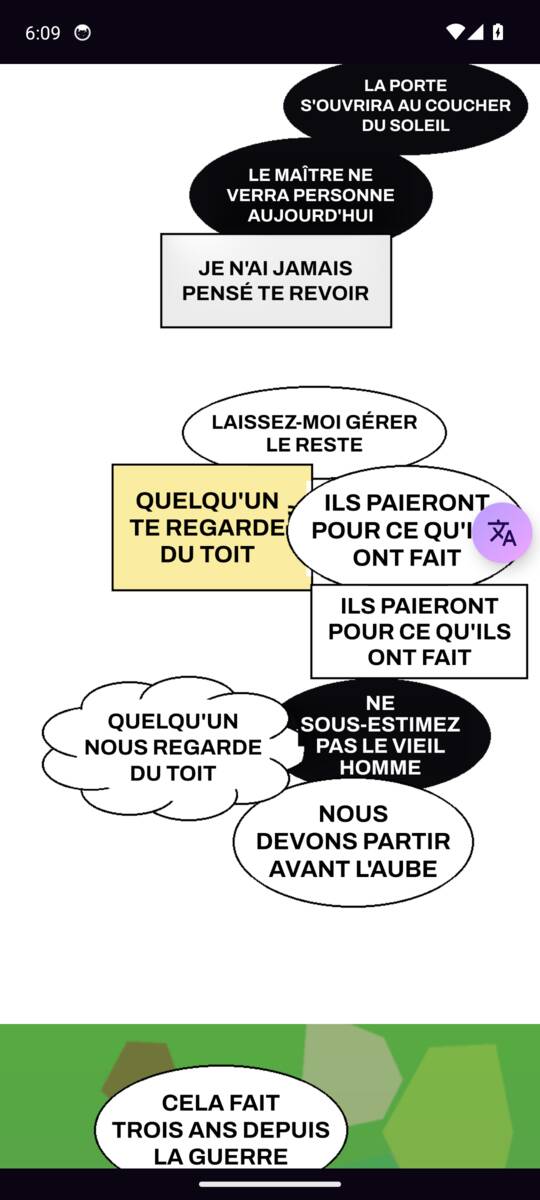 6:09
LA PORTE
S'OUVRIRA AU COUCHER
DU SOLEIL
LE MAÎTRE NE
VERRA PERSONNE
AUJOURD'HUI
JE N'AI JAMAIS
PENSÉ TE REVOIR
LAISSEZ-MOI GÉRER
LE RESTE
QUELQU'UN
TE REGARDE
DU TOIT
ILS PAIERONT
POUR CE
ONT FAIT
ILS PAIERONT
POUR CE QU'ILS
ONT FAIT
NE
SOUS-ESTIMEZ
PAS LE VIEIL
HOMME
QUELQU'UN
NOUS REGARDE
DU TOIT
NOUS
DEVONS PARTIR
AVANT L'AUBE
CELA FAIT
TROIS ANS DEPUIS
LA GUERRE